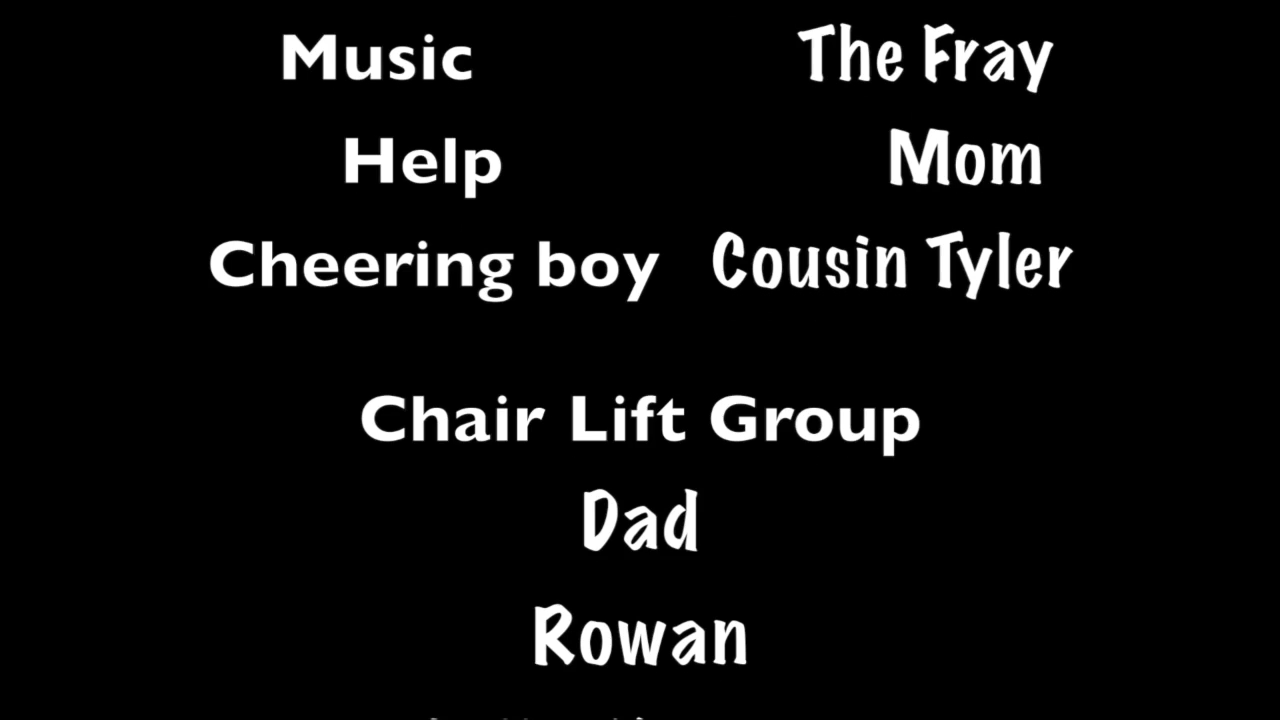 Music The Fray
Help Mom
Cheering boy Cousin Tyler
Chair Lift Group
Dad
Rowan